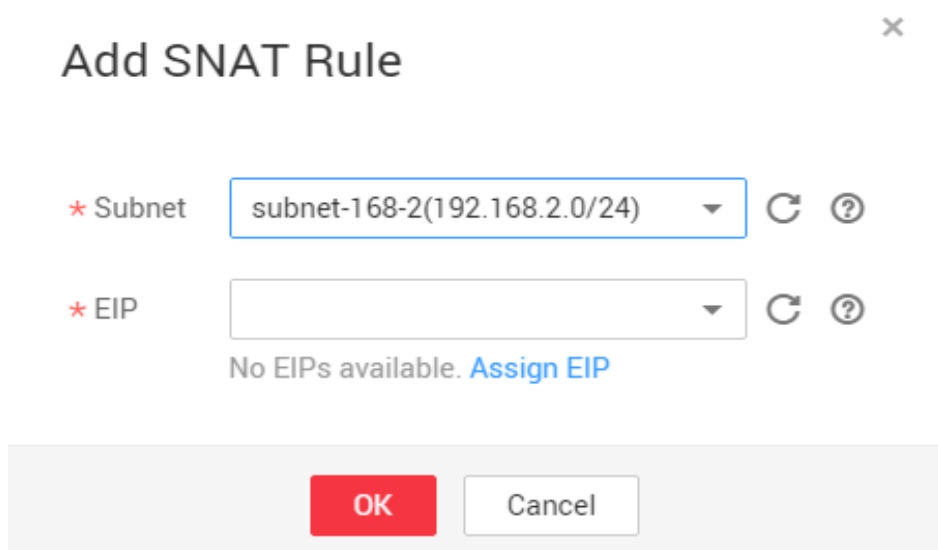 Add SNAT Rule
* Subnet subnet-168-2(192.168.2.0/24)
* EIP
No EIPs available. Assign EIP
OK Cancel